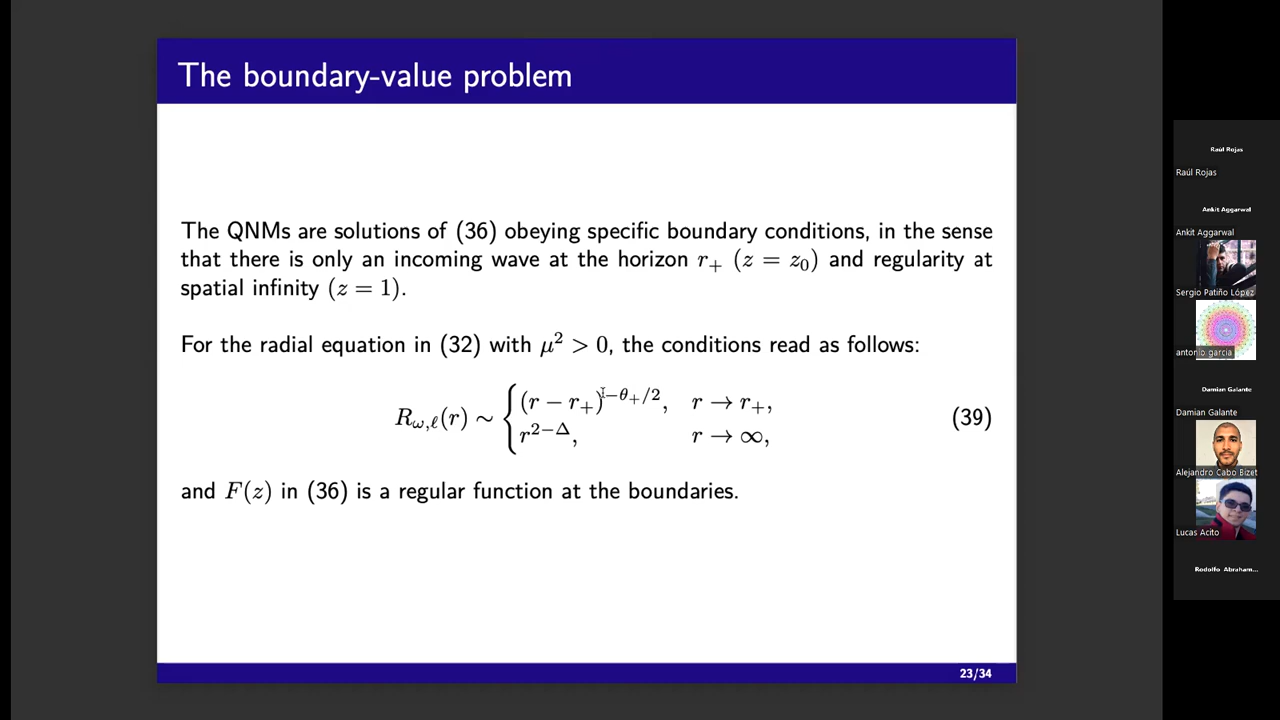 The boundary-value problem
The QNMs are solutions of (36) obeying specific boundary conditions, in the sense
that there is only an incoming wave at the horizon r₊ (z = z₀) and regularity at
spatial infinity (z = 1).
For the radial equation in (32) with μ² > 0, the conditions read as follows:
R_{ω,ℓ}(r) ∼ { (r − r₊)^{−θ₊/2}, r → r₊,
r^{2−Δ}, r → ∞, (39)
and F(z) in (36) is a regular function at the boundaries.
23/34
Raúl Rojas
Raúl Rojas
Ankit Aggarwal
Ankit Aggarwal
Sergio Patiño López
antonio garcia
Damian Galante
Damian Galante
Alejandro Cabo Bizet
Lucas Acito
Rodolfo Abraham...